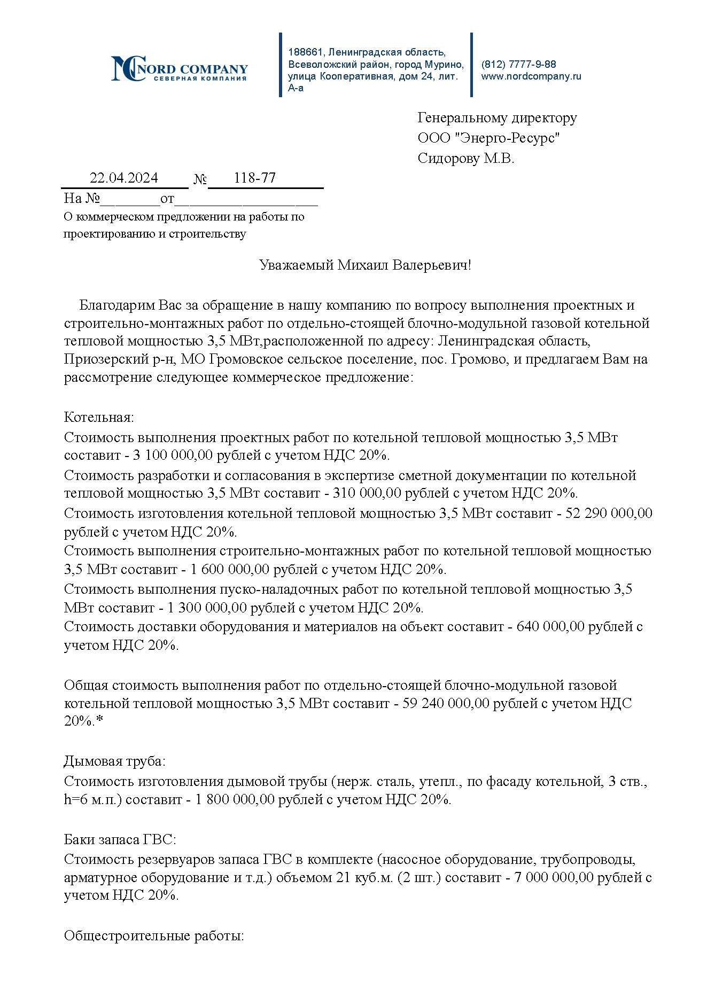 NC NORD COMPANY
СЕВЕРНАЯ КОМПАНИЯ
188661, Ленинградская область,
Всеволожский район, город Мурино,
улица Кооперативная, дом 24, лит.
А-а
(812) 7777-9-88
www.nordcompany.ru
Генеральному директору
ООО "Энерго-Ресурс"
Сидорову М.В.
22.04.2024 № 118-77
На №________от___________________
О коммерческом предложении на работы по
проектированию и строительству
Уважаемый Михаил Валерьевич!
Благодарим Вас за обращение в нашу компанию по вопросу выполнения проектных и
строительно-монтажных работ по отдельно-стоящей блочно-модульной газовой котельной
тепловой мощностью 3,5 МВт,расположенной по адресу: Ленинградская область,
Приозерский р-н, МО Громовское сельское поселение, пос. Громово, и предлагаем Вам на
рассмотрение следующее коммерческое предложение:
Котельная:
Стоимость выполнения проектных работ по котельной тепловой мощностью 3,5 МВт
составит - 3 100 000,00 рублей с учетом НДС 20%.
Стоимость разработки и согласования в экспертизе сметной документации по котельной
тепловой мощностью 3,5 МВт составит - 310 000,00 рублей с учетом НДС 20%.
Стоимость изготовления котельной тепловой мощностью 3,5 МВт составит - 52 290 000,00
рублей с учетом НДС 20%.
Стоимость выполнения строительно-монтажных работ по котельной тепловой мощностью
3,5 МВт составит - 1 600 000,00 рублей с учетом НДС 20%.
Стоимость выполнения пуско-наладочных работ по котельной тепловой мощностью 3,5
МВт составит - 1 300 000,00 рублей с учетом НДС 20%.
Стоимость доставки оборудования и материалов на объект составит - 640 000,00 рублей с
учетом НДС 20%.
Общая стоимость выполнения работ по отдельно-стоящей блочно-модульной газовой
котельной тепловой мощностью 3,5 МВт составит - 59 240 000,00 рублей с учетом НДС
20%.*
Дымовая труба:
Стоимость изготовления дымовой трубы (нерж. сталь, утепл., по фасаду котельной, 3 ств.,
h=6 м.п.) составит - 1 800 000,00 рублей с учетом НДС 20%.
Баки запаса ГВС:
Стоимость резервуаров запаса ГВС в комплекте (насосное оборудование, трубопроводы,
арматурное оборудование и т.д.) объемом 21 куб.м. (2 шт.) составит - 7 000 000,00 рублей с
учетом НДС 20%.
Общестроительные работы: